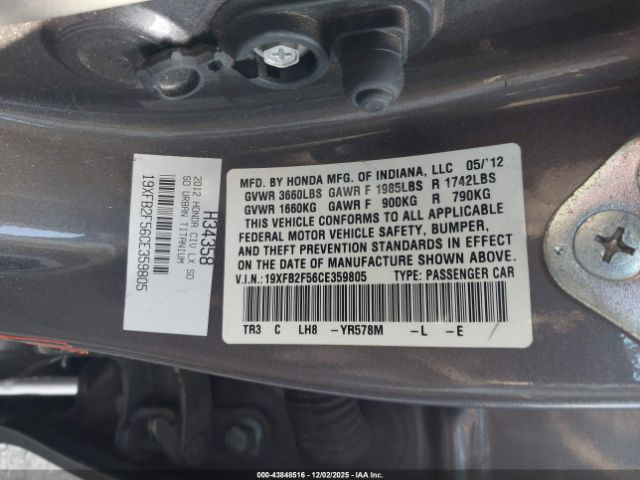 MFD. BY HONDA MFG. OF INDIANA, LLC 05/'12
GVWR 3660LBS GAWR F 1985LBS R 1742LBS
GVWR 1660KG GAWR F 900KG R 790KG
THIS VEHICLE CONFORMS TO ALL APPLICABLE
FEDERAL MOTOR VEHICLE SAFETY, BUMPER,
AND THEFT PREVENTION STANDARDS IN EFFECT
ON THE DATE OF MANUFACTURE SHOWN ABOVE.
V.I.N.: 19XFB2F56CE359805 TYPE: PASSENGER CAR
TR3 C LH8 -YR578M -L -E
H34358
2012 HONDA CIV LX SD
SD URBAN TITANIUM
19XFB2F56CE359805
000-43848516 - 12/02/2025 - IAAI.COM